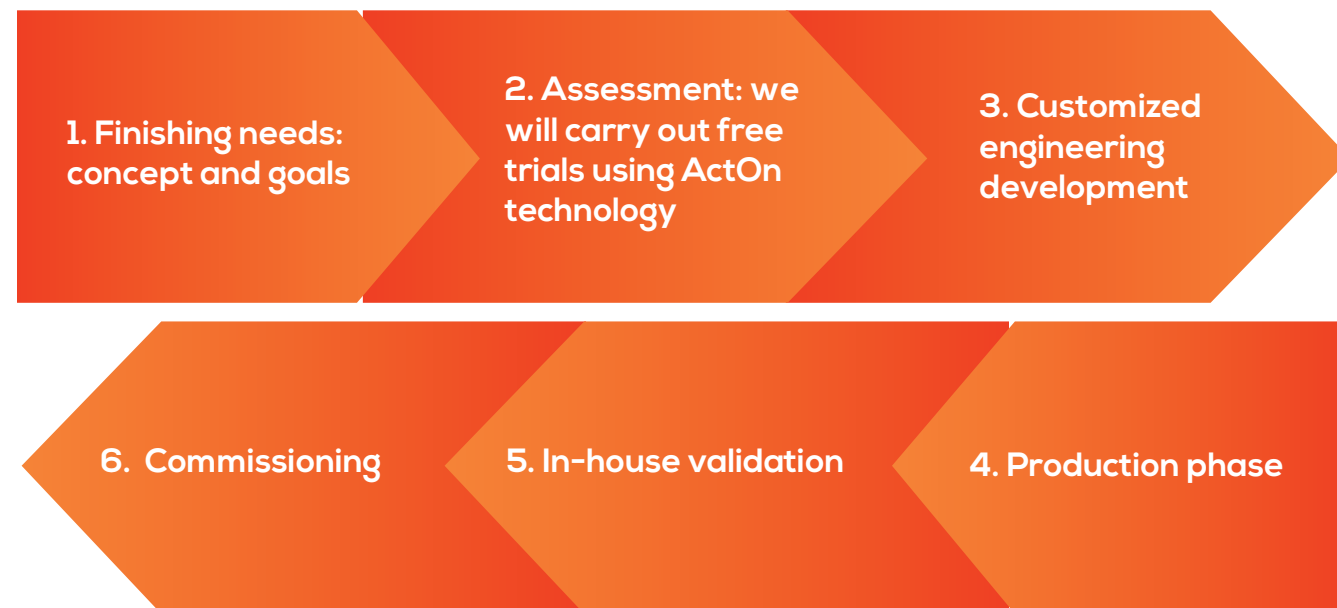 1. Finishing needs:
concept and goals
2. Assessment: we
will carry out free
trials using ActOn
technology
3. Customized
engineering
development
4. Production phase
5. In-house validation
6. Commissioning